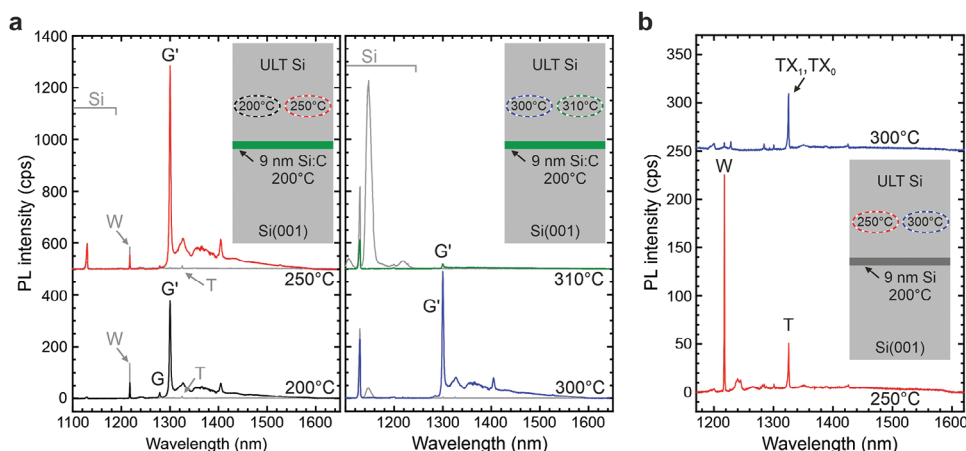 a
1400
1200
1000
800
600
400
200
0
PL intensity (cps)
Si
W
G'
T
250°C
W
G
G'
T
200°C
ULT Si
200°C 250°C
9 nm Si:C
200°C
Si(001)
1100 1200 1300 1400 1500 1600
Wavelength (nm)
Si
G'
310°C
G'
300°C
ULT Si
300°C 310°C
9 nm Si:C
200°C
Si(001)
1200 1300 1400 1500 1600
Wavelength (nm)
b
350
300
250
200
150
100
50
0
PL intensity (cps)
TX₁,TX₀
300°C
W
T
250°C
ULT Si
250°C 300°C
9 nm Si
200°C
Si(001)
1200 1300 1400 1500 1600
Wavelength (nm)